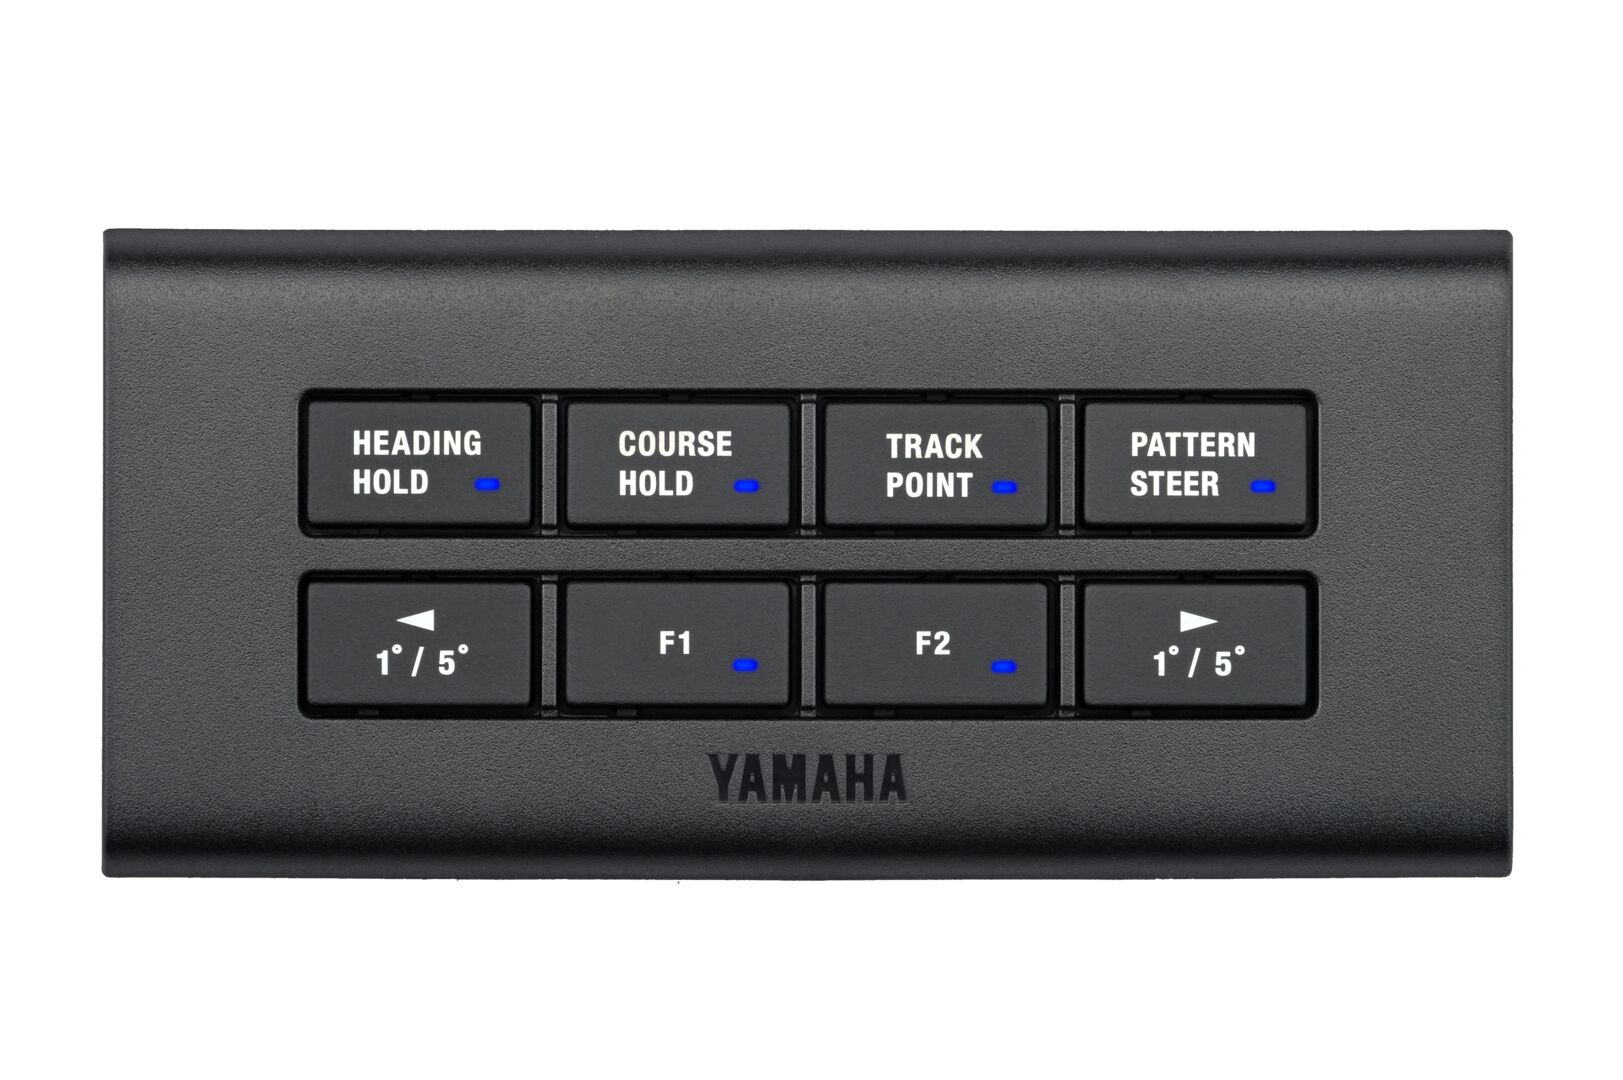 HEADING
HOLD
COURSE
HOLD
TRACK
POINT
PATTERN
STEER
1°/ 5°
F1
F2
1°/ 5°
YAMAHA